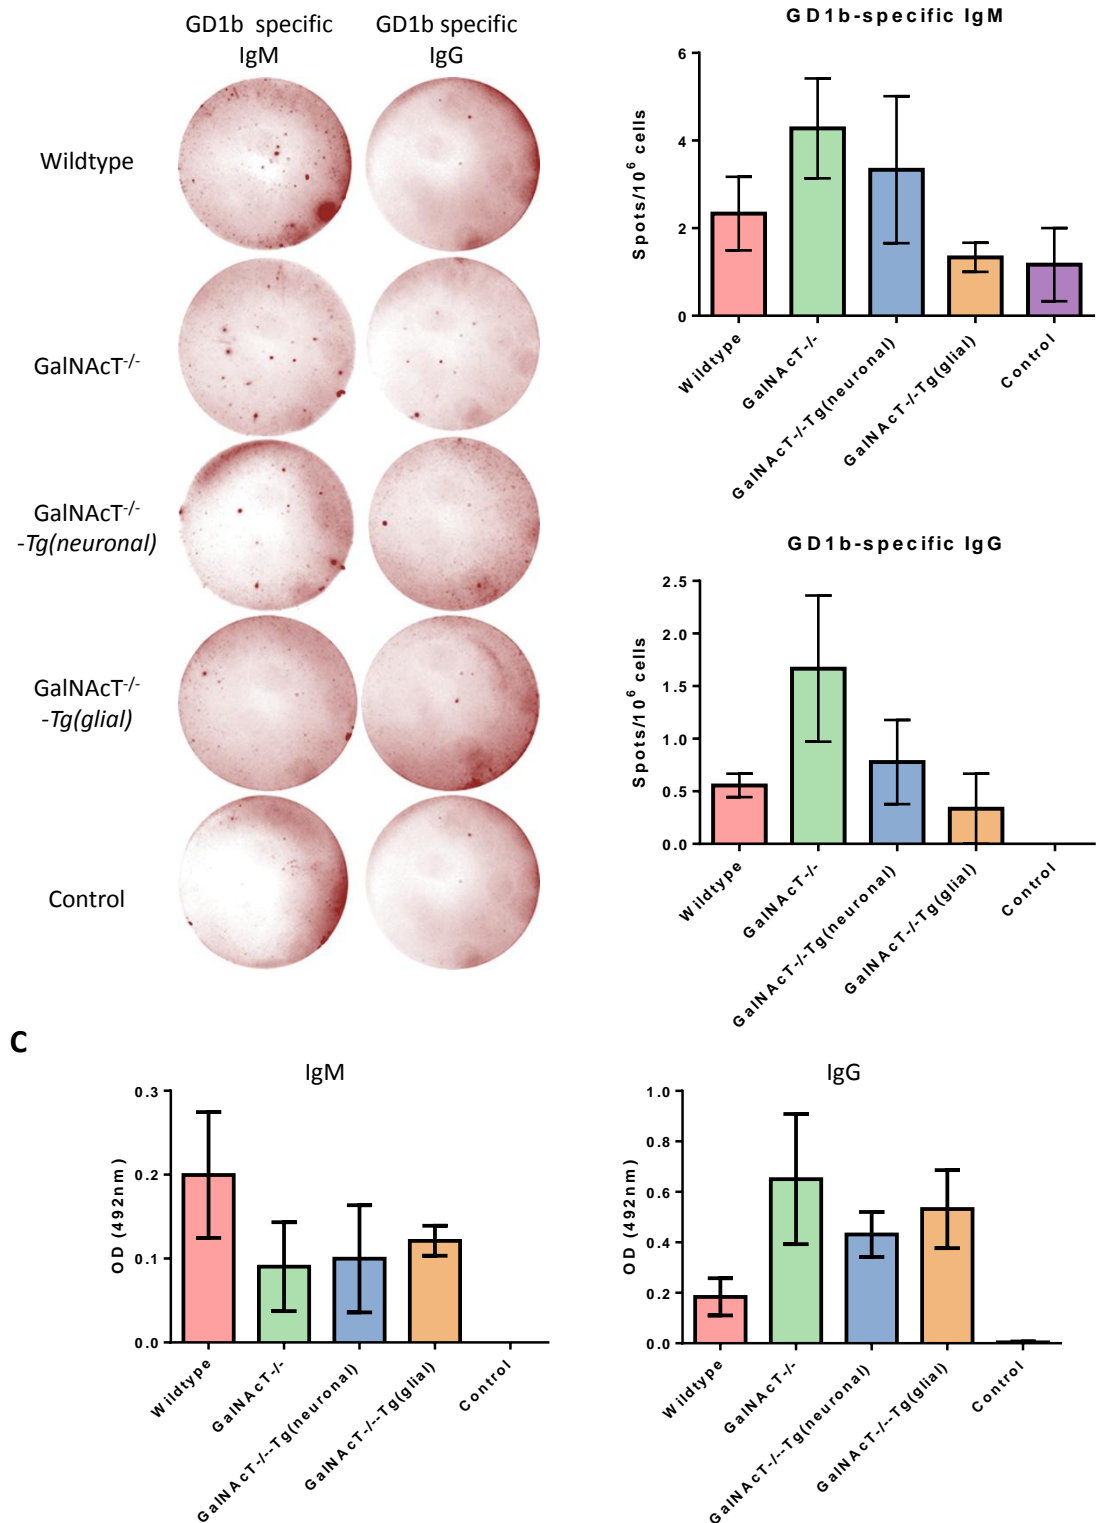 GD1b specific
IgM
GD1b specific
IgG
Wildtype
GalNAcT-/-
GalNAcT-/-
-Tg(neuronal)
GalNAcT-/-
-Tg(glial)
Control
GD1b-specific IgM
Spots/10^6 cells
6
4
2
0
Wildtype
GalNAcT-/-
GalNAcT-/-Tg(neuronal)
GalNAcT-/-Tg(glial)
Control
GD1b-specific IgG
Spots/10^6 cells
2.5
2.0
1.5
1.0
0.5
0.0
Wildtype
GalNAcT-/-
GalNAcT-/-Tg(neuronal)
GalNAcT-/-Tg(glial)
Control
C
IgM
OD (492nm)
0.3
0.2
0.1
0.0
Wildtype
GalNAcT-/-
GalNAcT-/--Tg(neuronal)
GalNAcT-/--Tg(glial)
Control
IgG
OD (492nm)
1.0
0.8
0.6
0.4
0.2
0.0
Wildtype
GalNAcT-/-
GalNAcT-/--Tg(neuronal)
GalNAcT-/--Tg(glial)
Control